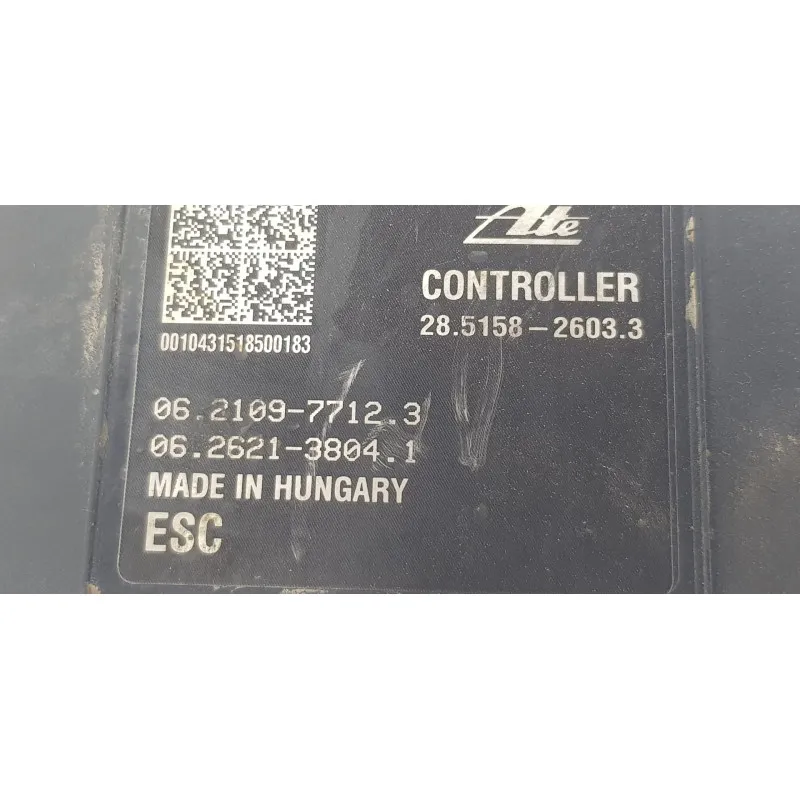 Ate
CONTROLLER
28.5158-2603.3
0010431518500183
06.2109-7712.3
06.2621-3804.1
MADE IN HUNGARY
ESC